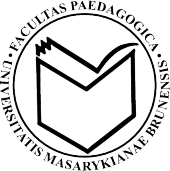 FACULTAS PAEDAGOGICA •
UNIVERSITATIS MASARYKIANAE BRUNENSIS •